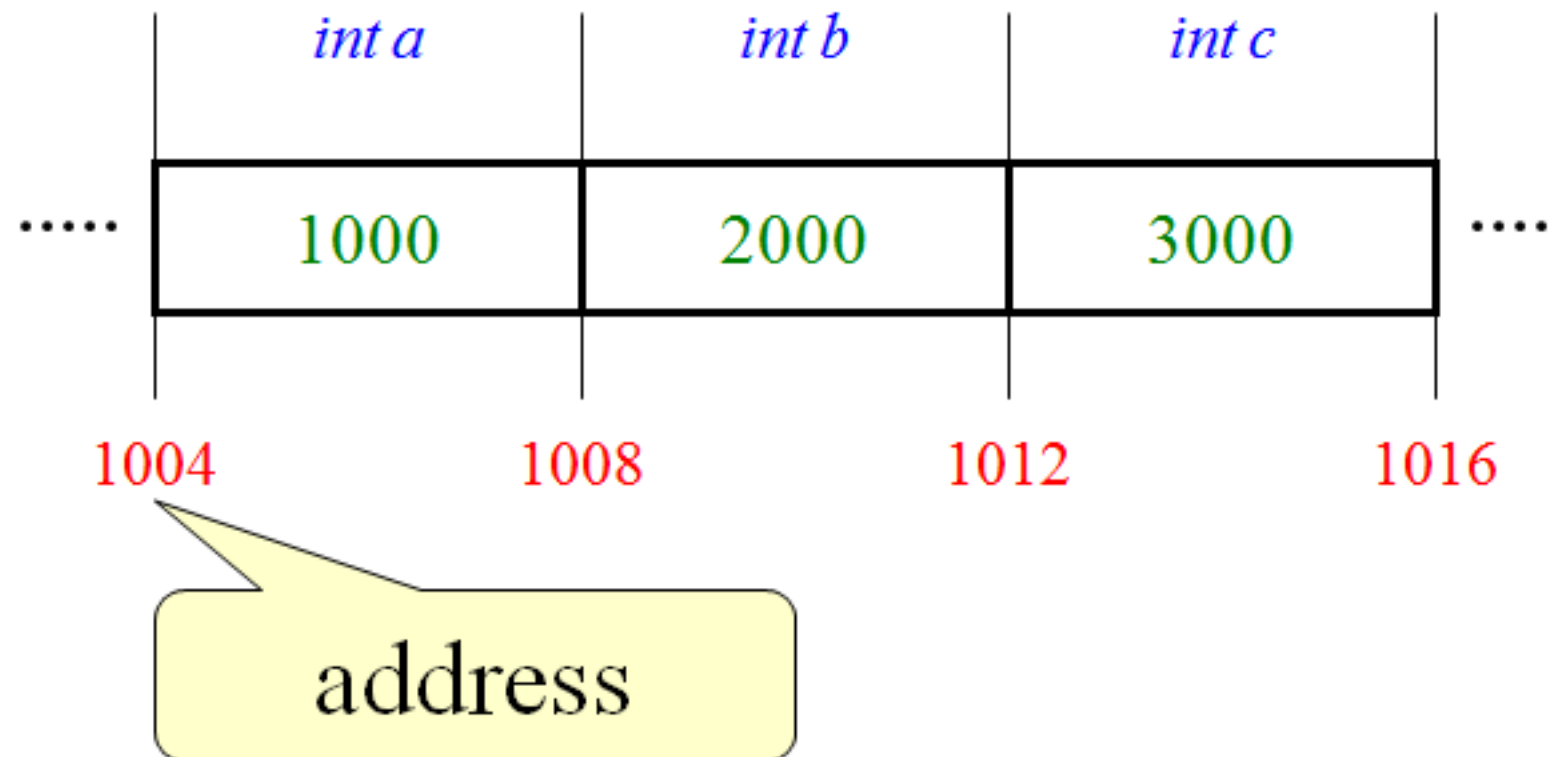 int a int b int c
..... 1000 2000 3000 ....
1004 1008 1012 1016
address